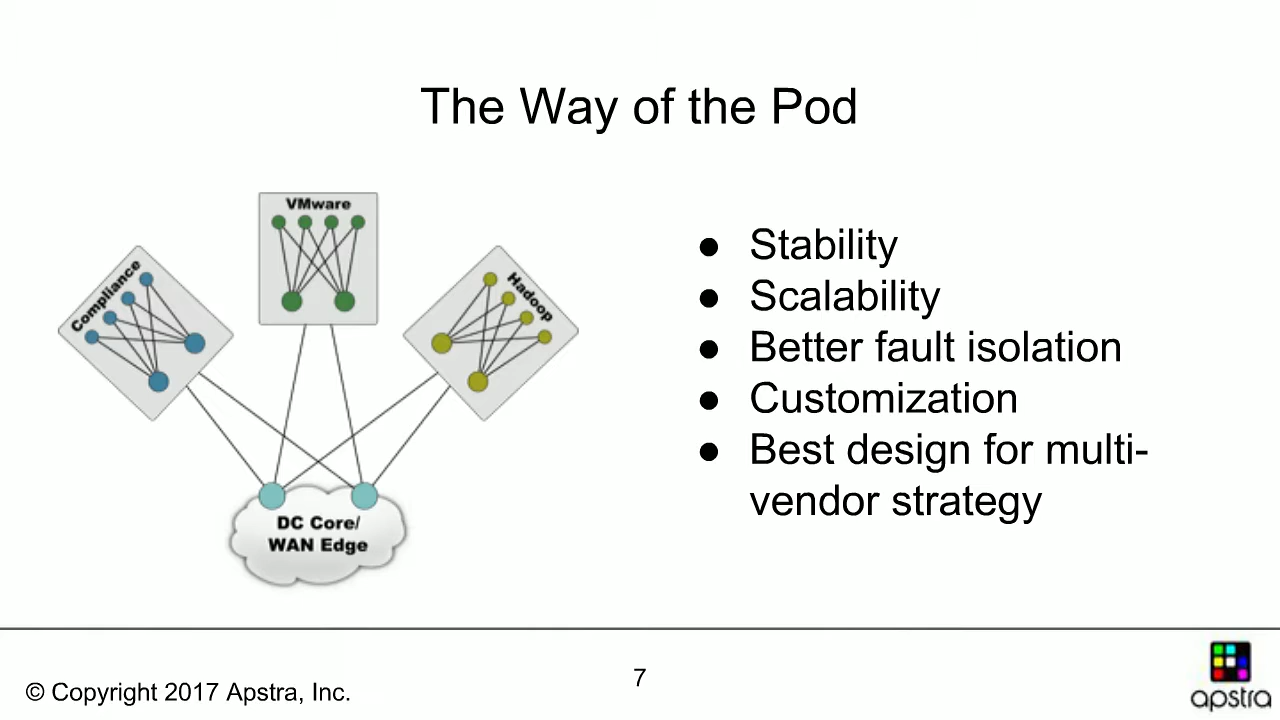 The Way of the Pod
VMware
Compliance
Hadoop
DC Core/
WAN Edge
● Stability
● Scalability
● Better fault isolation
● Customization
● Best design for multi-
vendor strategy
© Copyright 2017 Apstra, Inc.
7
apstra